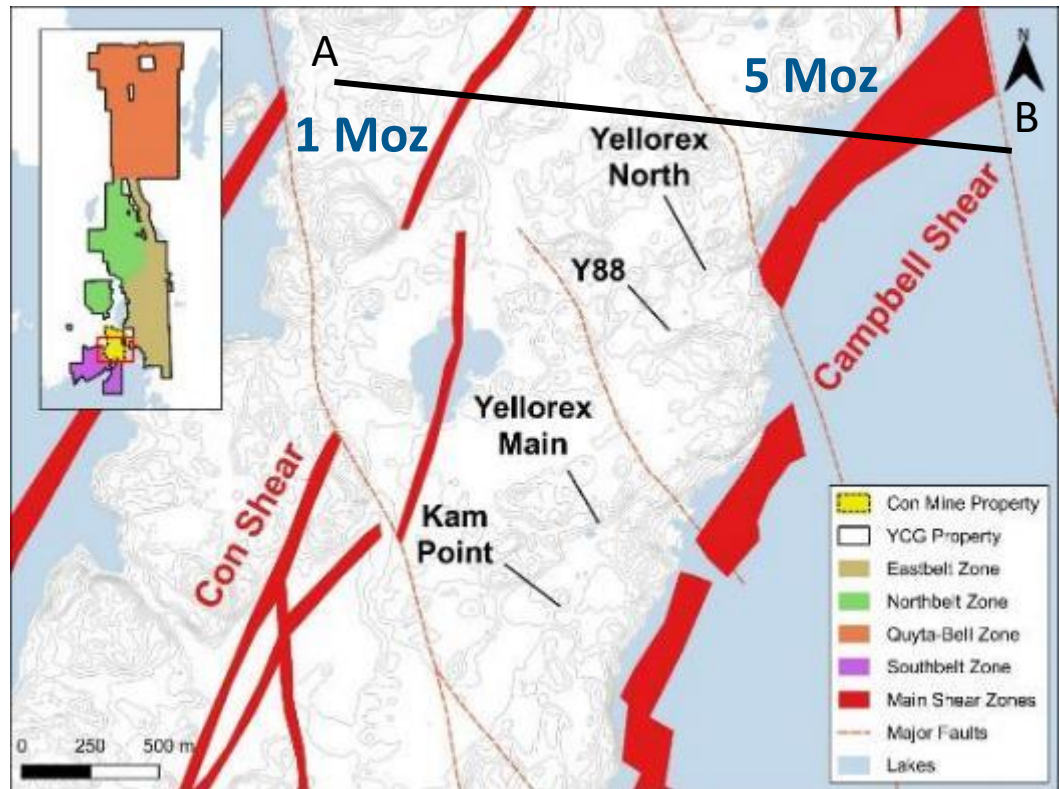 A
5 Moz
N
B
1 Moz
Yellorex
North
Y88
Campbell Shear
Yellorex
Main
Con Shear
Kam
Point
Con Mine Property
YCG Property
Eastbelt Zone
Northbelt Zone
Quyta-Bell Zone
Southbelt Zone
Main Shear Zones
Major Faults
Lakes
0 250 500 m